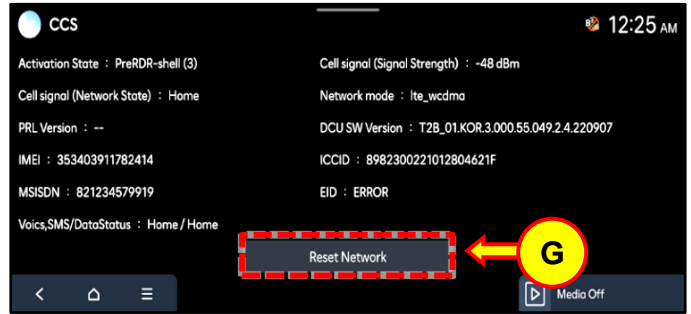 CCS
12:25 AM
Activation State : PreRDR-shell (3)
Cell signal (Signal Strength) : -48 dBm
Cell signal (Network State) : Home
Network mode : lte_wcdma
PRL Version : --
DCU SW Version : T2B_01.KOR.3.000.55.049.2.4.220907
IMEI : 353403911782414
ICCID : 8982300221012804621F
MSISDN : 821234579919
EID : ERROR
Voics,SMS/DataStatus : Home / Home
Reset Network
G
Media Off